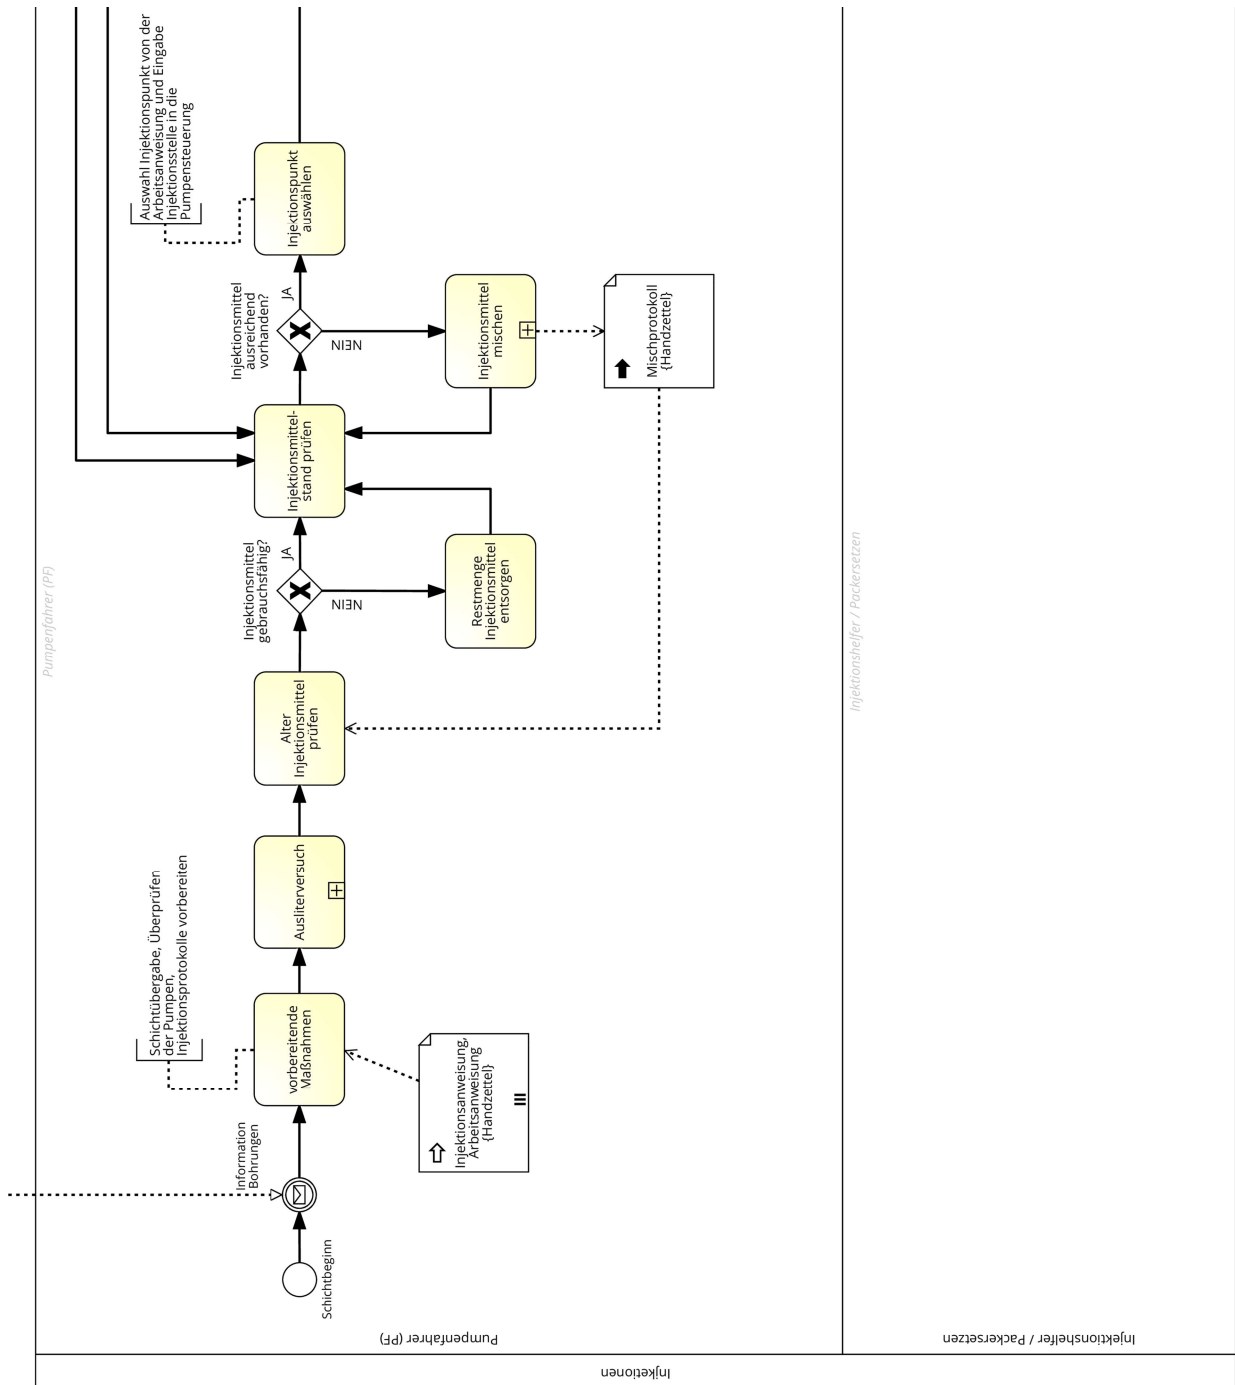 Injketionen
Pumpenfahrer (PF)
Injektionshelfer / Packersetzen
Pumpenfahrer (PF)
Injektionshelfer / Packersetzen
Schichtbeginn
Information
Bohrungen
vorbereitende
Maßnahmen
Schichtübergabe, Überprüfen
der Pumpen,
Injektionsprotokolle vorbereiten
Injektionsanweisung,
Arbeitsanweisung
{Handzettel}
Ausliterversuch
Alter
Injektionsmittel
prüfen
Injektionsmittel
gebrauchsfähig?
JA
NEIN
Restmenge
Injektionsmittel
entsorgen
Injektionsmittel-
stand prüfen
Injektionsmittel
ausreichend
vorhanden?
JA
NEIN
Injektionsmittel
mischen
Mischprotokoll
{Handzettel}
Injektionspunkt
auswählen
Auswahl Injektionspunkt von der
Arbeitsanweisung und Eingabe
Injektionsstelle in die
Pumpensteuerung